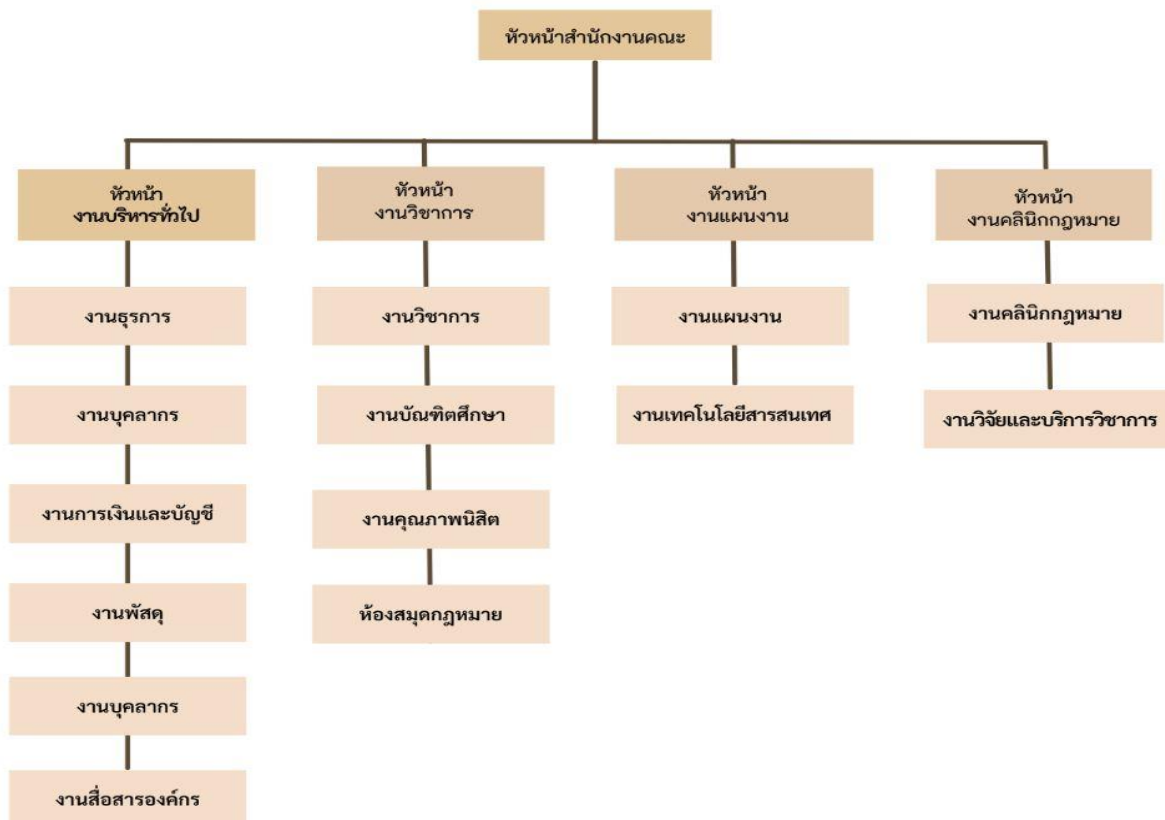 หัวหน้าสำนักงานคณะ
หัวหน้า
งานบริหารทั่วไป
งานธุรการ
งานบุคลากร
งานการเงินและบัญชี
งานพัสดุ
งานบุคลากร
งานสื่อสารองค์กร
หัวหน้า
งานวิชาการ
งานวิชาการ
งานบัณฑิตศึกษา
งานคุณภาพนิสิต
ห้องสมุดกฎหมาย
หัวหน้า
งานแผนงาน
งานแผนงาน
งานเทคโนโลยีสารสนเทศ
หัวหน้า
งานคลินิกกฎหมาย
งานคลินิกกฎหมาย
งานวิจัยและบริการวิชาการ